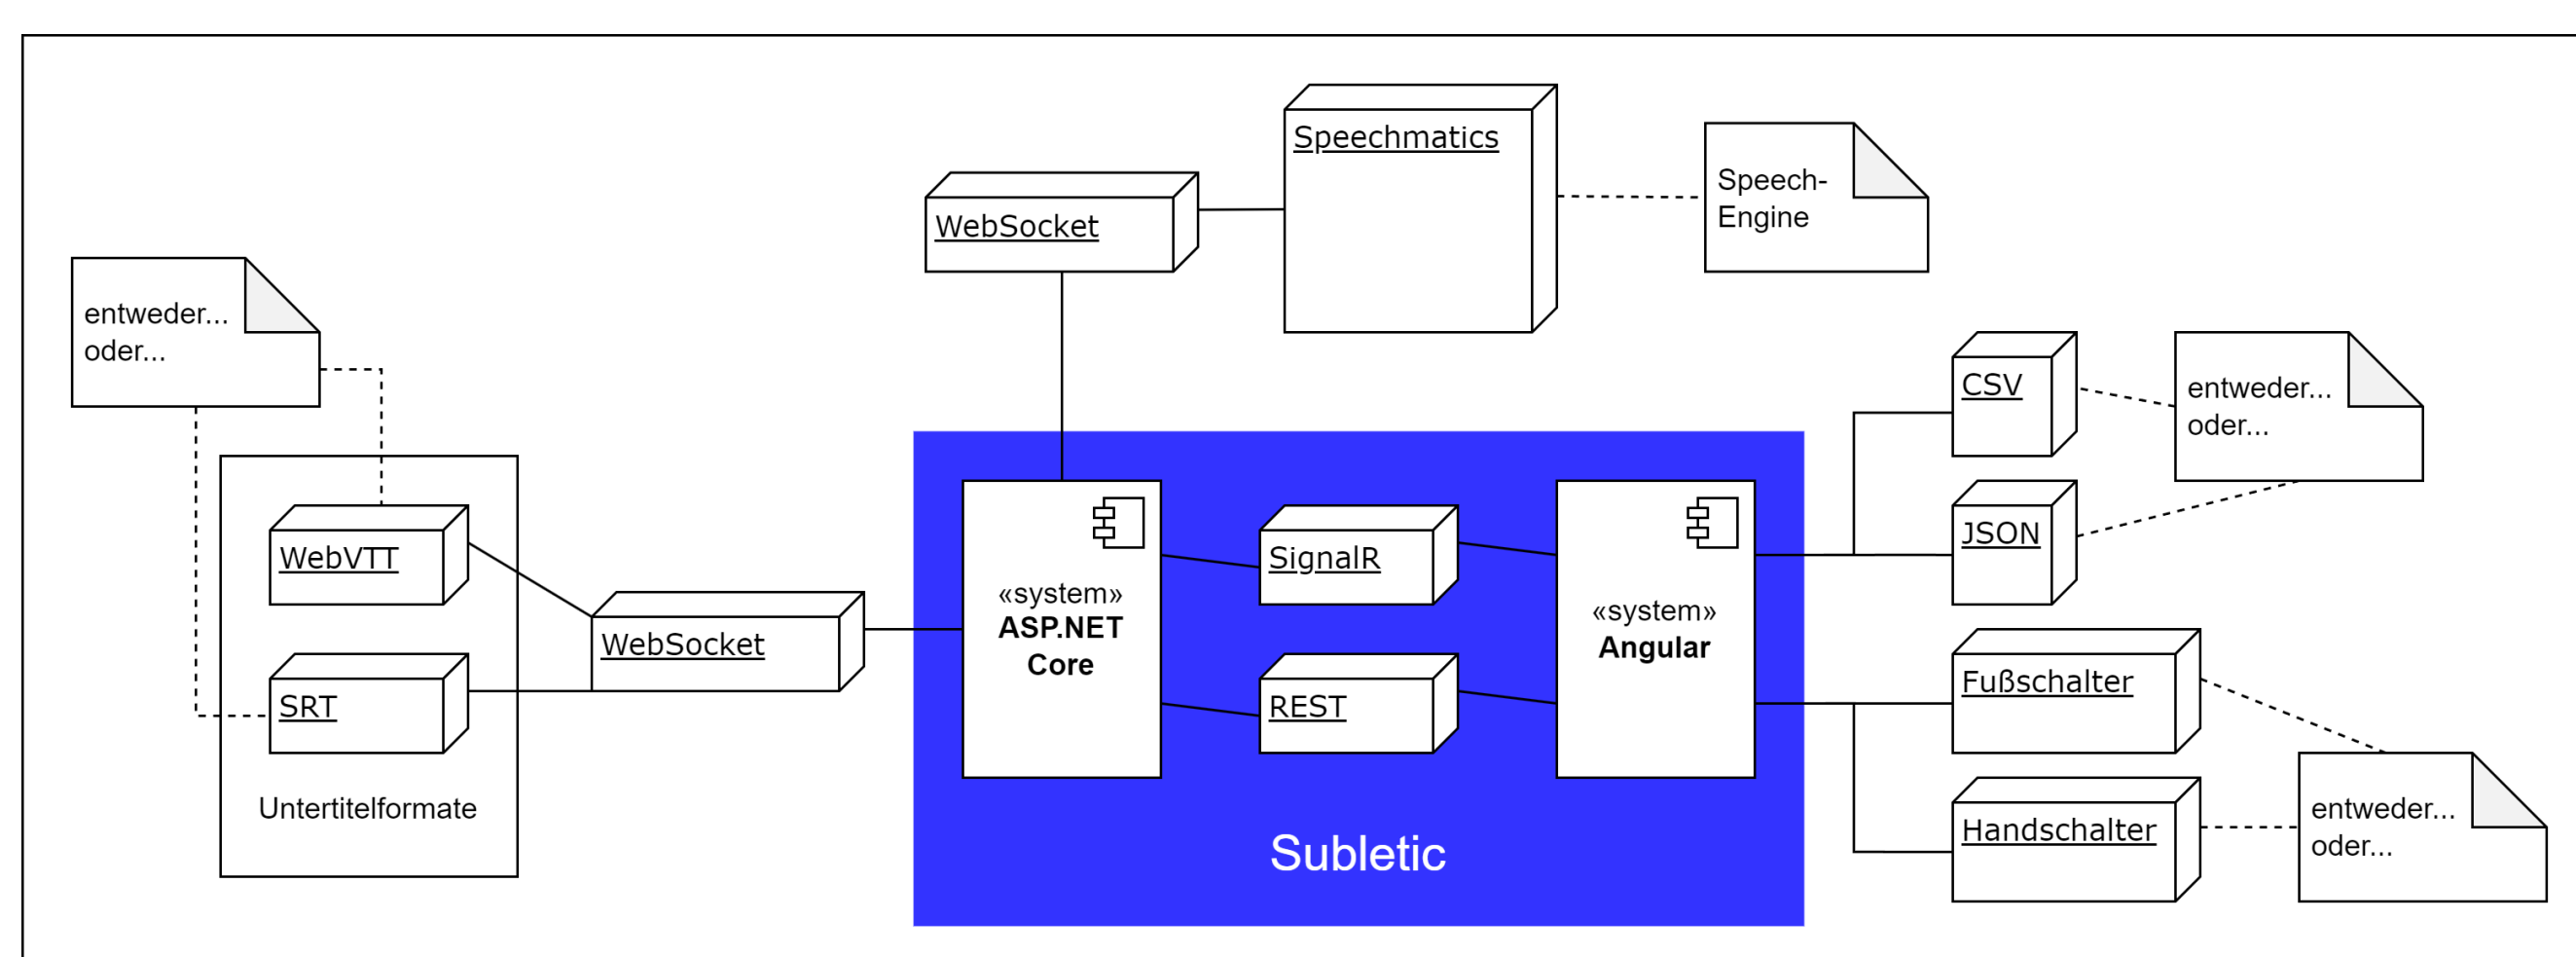 Speechmatics
Speech-
Engine
WebSocket
entweder...
oder...
CSV
entweder...
oder...
WebVTT
SignalR
JSON
«system»
ASP.NET
Core
«system»
Angular
WebSocket
SRT
REST
Fußschalter
Untertitelformate
Subletic
Handschalter
entweder...
oder...